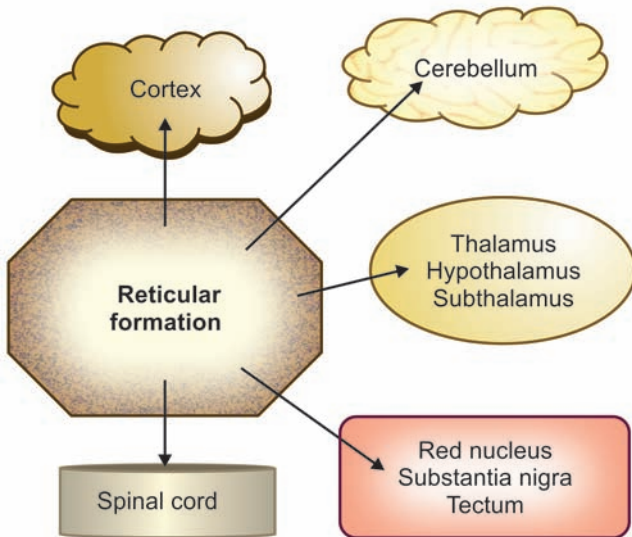 Cortex
Cerebellum
Thalamus
Hypothalamus
Subthalamus
Reticular
formation
Red nucleus
Substantia nigra
Tectum
Spinal cord